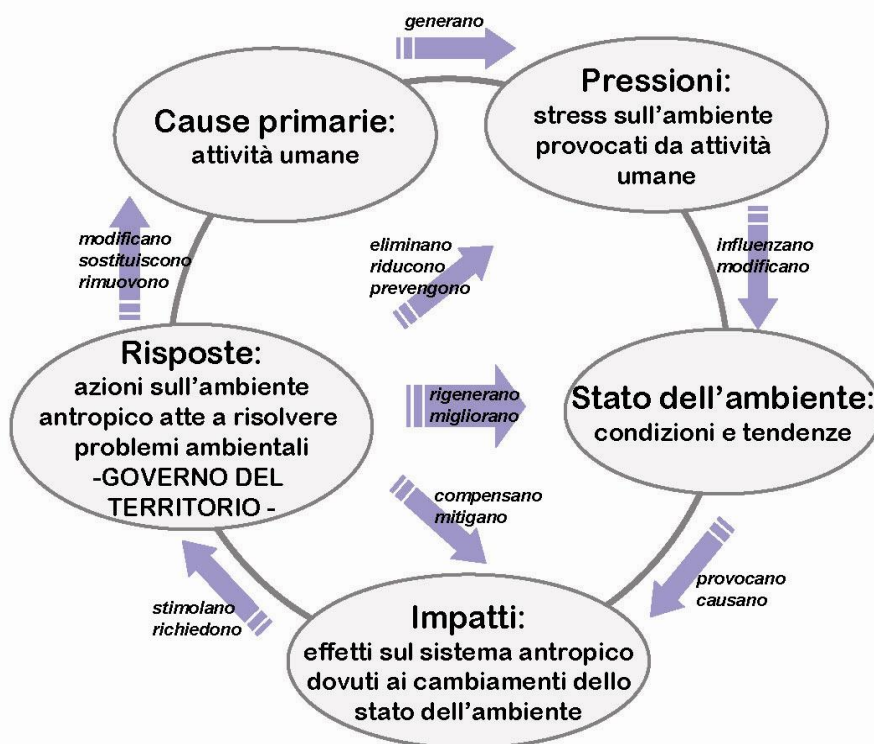 generano
Cause primarie:
attività umane
Pressioni:
stress sull'ambiente
provocati da attività
umane
modificano
sostituiscono
rimuovono
eliminano
riducono
prevengono
influenzano
modificano
Risposte:
azioni sull'ambiente
antropico atte a risolvere
problemi ambientali
-GOVERNO DEL
TERRITORIO -
rigenerano
migliorano
Stato dell'ambiente:
condizioni e tendenze
compensano
mitigano
provocano
causano
stimolano
richiedono
Impatti:
effetti sul sistema antropico
dovuti ai cambiamenti dello
stato dell'ambiente